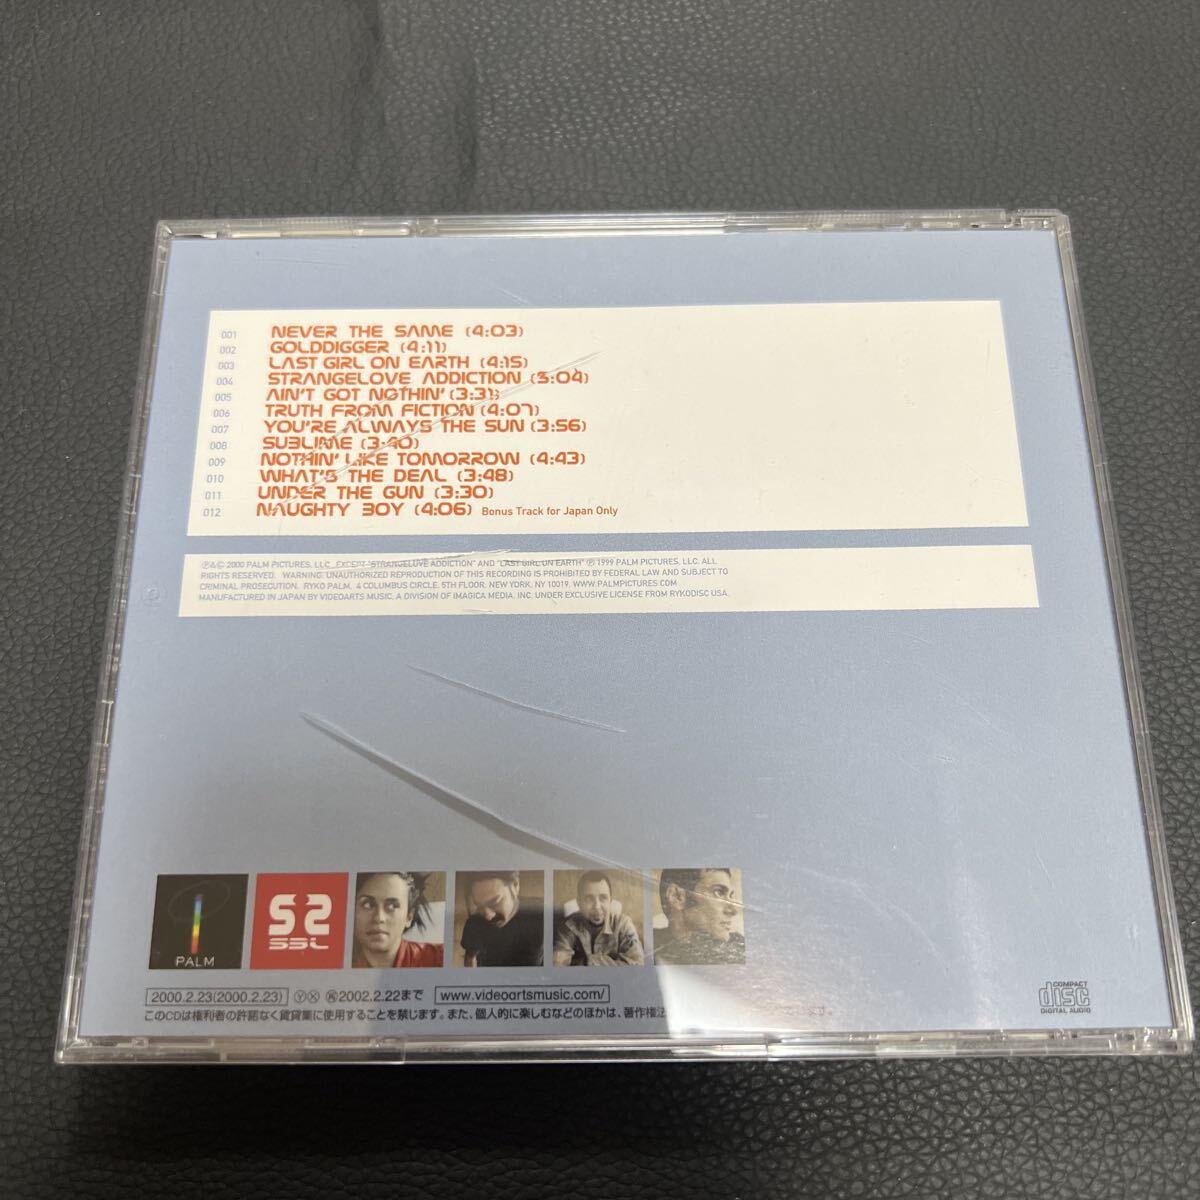 001 NEVER THE SAME (4:03)
002 GOLDDIGGER (4:11)
003 LAST GIRL ON EARTH (4:15)
004 STRANGELOVE ADDICTION (3:04)
005 AIN'T GOT NOTHIN' (3:31)
006 TRUTH FROM FICTION (4:07)
007 YOU'RE ALWAYS THE SUN (3:56)
008 SUBLIME (3:40)
009 NOTHIN' LIKE TOMORROW (4:43)
010 WHAT'S THE DEAL (3:48)
011 UNDER THE GUN (3:30)
012 NAUGHTY BOY (4:06) Bonus Track for Japan Only
℗&© 2000 PALM PICTURES, LLC. EXCEPT "STRANGELOVE ADDICTION" AND "LAST GIRL ON EARTH" ℗ 1999 PALM PICTURES, LLC. ALL
RIGHTS RESERVED. WARNING: UNAUTHORIZED REPRODUCTION OF THIS RECORDING IS PROHIBITED BY FEDERAL LAW AND SUBJECT TO
CRIMINAL PROSECUTION. RYKO PALM, 4 COLUMBUS CIRCLE, 5TH FLOOR, NEW YORK, NY 10019. WWW.PALMPICTURES.COM
MANUFACTURED IN JAPAN BY VIDEOARTS MUSIC, A DIVISION OF IMAGICA MEDIA, INC. UNDER EXCLUSIVE LICENSE FROM RYKODISC USA.
PALM
S2
SSL
2000.2.23(2000.2.23) Ⓨ Ⓧ 再 2002.2.22まで www.videoartsmusic.com/
このCDは権利者の許諾なく賃貸業に使用することを禁じます。また、個人的に楽しむなどのほかは、著作権法
COMPACT
disc
DIGITAL AUDIO